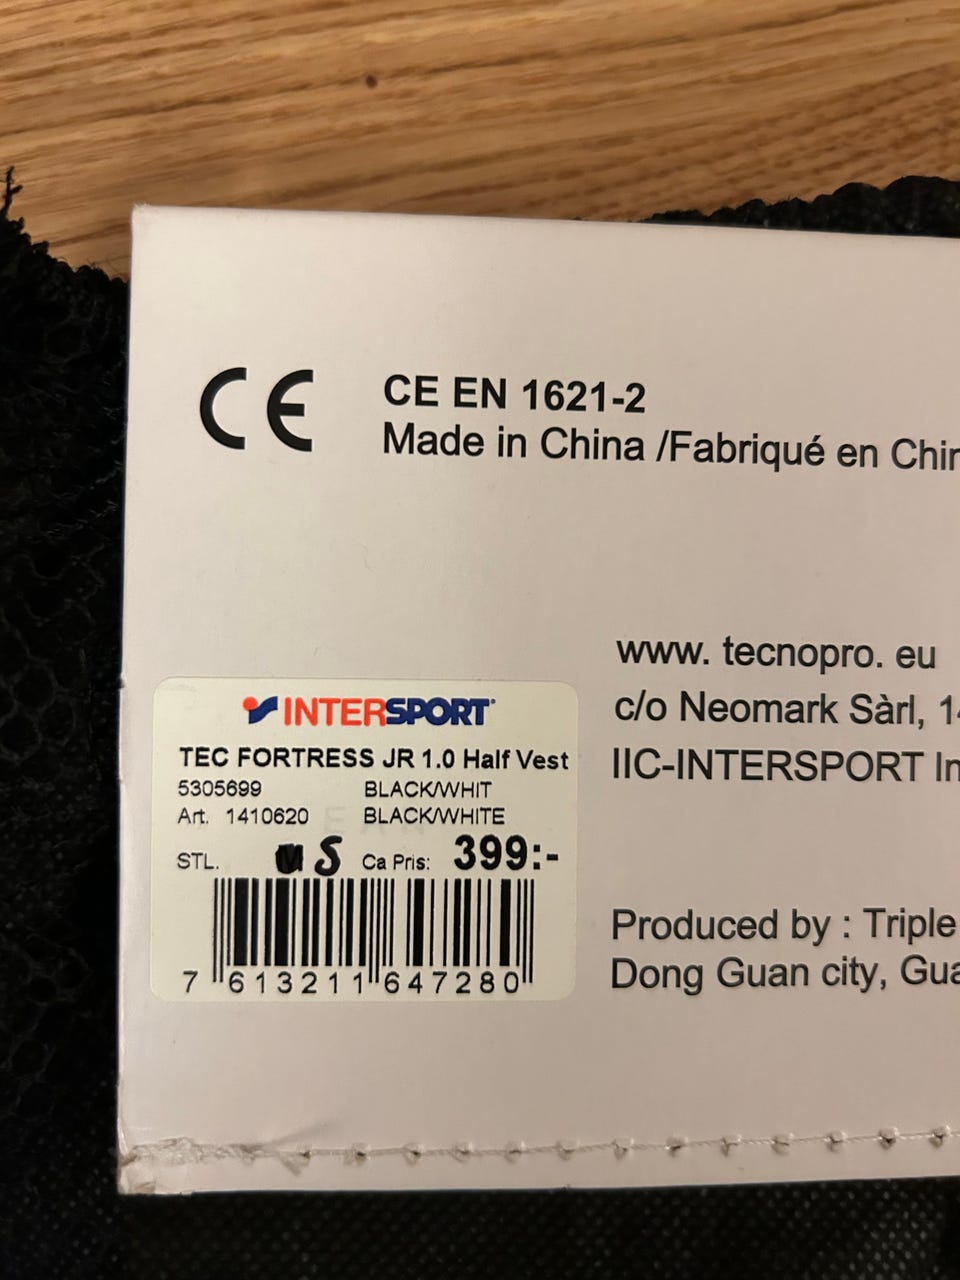 CE
CE EN 1621-2
Made in China /Fabriqué en Chin
www. tecnopro. eu
c/o Neomark Sàrl, 14
IIC-INTERSPORT In
INTERSPORT
TEC FORTRESS JR 1.0 Half Vest
5305699 BLACK/WHIT
Art. 1410620 BLACK/WHITE
STL. S Ca Pris: 399:-
7 613211 647280
Produced by : Triple
Dong Guan city, Gua